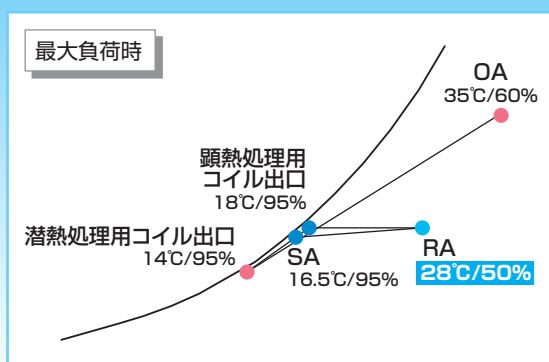 最大負荷時
OA
35℃/60%
顕熱処理用
コイル出口
18℃/95%
潜熱処理用コイル出口
14℃/95%
SA
16.5℃/95%
RA
28℃/50%